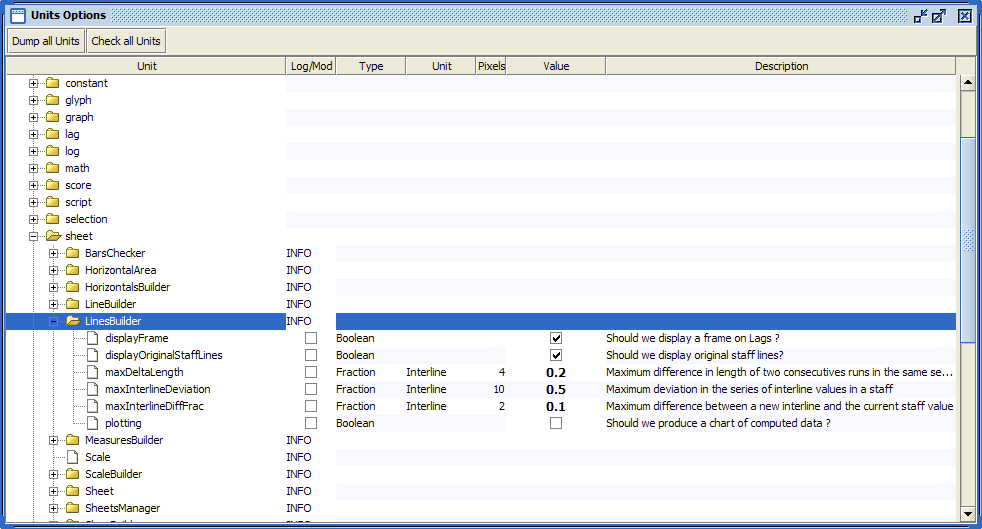 Units Options
Dump all Units Check all Units
Unit Log/Mod Type Unit Pixels Value Description
constant
glyph
graph
lag
log
math
score
script
selection
sheet
BarsChecker INFO
HorizontalArea INFO
HorizontalsBuilder INFO
LineBuilder INFO
LinesBuilder INFO
displayFrame Boolean Should we display a frame on Lags ?
displayOriginalStaffLines Boolean Should we display original staff lines?
maxDeltaLength Fraction Interline 4 0.2 Maximum difference in length of two consecutives runs in the same se...
maxInterlineDeviation Fraction Interline 10 0.5 Maximum deviation in the series of interline values in a staff
maxInterlineDiffFrac Fraction Interline 2 0.1 Maximum difference between a new interline and the current staff value
plotting Boolean Should we produce a chart of computed data ?
MeasuresBuilder INFO
Scale INFO
ScaleBuilder INFO
Sheet INFO
SheetsManager INFO